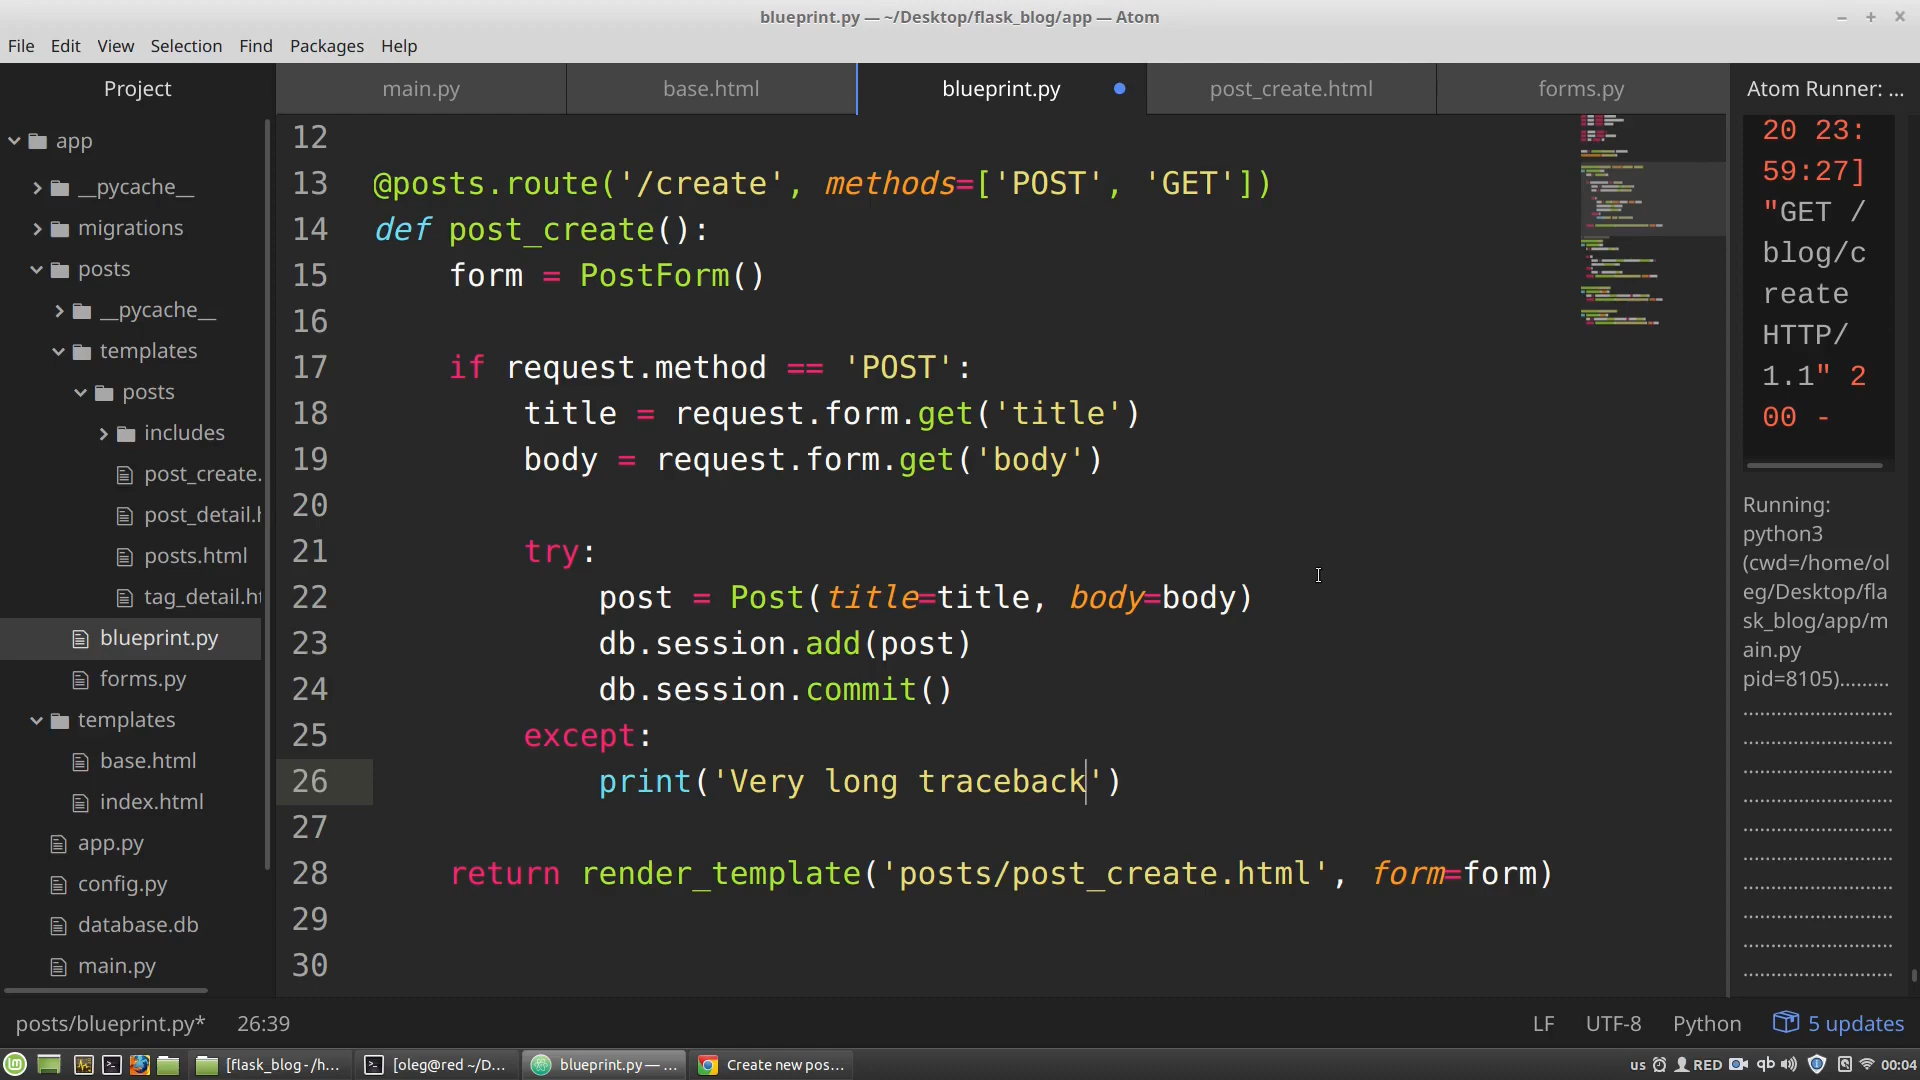 blueprint.py — ~/Desktop/flask_blog/app — Atom
File Edit View Selection Find Packages Help
Project
main.py
base.html
blueprint.py
post_create.html
forms.py
Atom Runner: ...
app
__pycache__
migrations
posts
__pycache__
templates
posts
includes
post_create.
post_detail.h
posts.html
tag_detail.ht
blueprint.py
forms.py
templates
base.html
index.html
app.py
config.py
database.db
main.py
12
13 @posts.route('/create', methods=['POST', 'GET'])
14 def post_create():
15 form = PostForm()
16
17 if request.method == 'POST':
18 title = request.form.get('title')
19 body = request.form.get('body')
20
21 try:
22 post = Post(title=title, body=body)
23 db.session.add(post)
24 db.session.commit()
25 except:
26 print('Very long traceback')
27
28 return render_template('posts/post_create.html', form=form)
29
30
20 23:
59:27]
"GET /
blog/c
reate
HTTP/
1.1" 2
00 -
Running:
python3
(cwd=/home/ol
eg/Desktop/fla
sk_blog/app/m
ain.py
pid=8105).........
posts/blueprint.py* 26:39
LF UTF-8 Python 5 updates
[flask_blog - /h...
[oleg@red ~/D...
blueprint.py — ...
Create new pos...
us RED qb 00:04